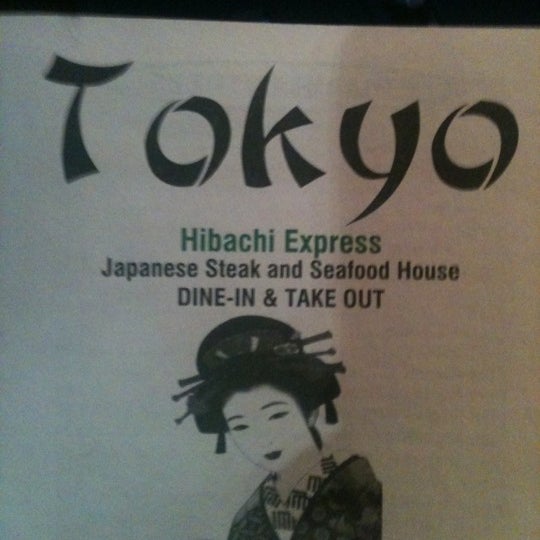 Tokyo
Hibachi Express
Japanese Steak and Seafood House
DINE-IN & TAKE OUT